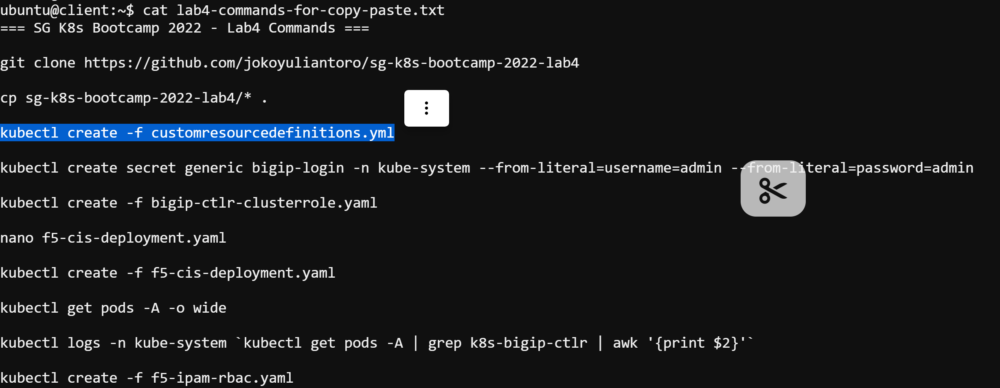 ubuntu@client:~$ cat lab4-commands-for-copy-paste.txt
=== SG K8s Bootcamp 2022 - Lab4 Commands ===
git clone https://github.com/jokoyuliantoro/sg-k8s-bootcamp-2022-lab4
cp sg-k8s-bootcamp-2022-lab4/* .
kubectl create -f customresourcedefinitions.yml
kubectl create secret generic bigip-login -n kube-system --from-literal=username=admin --from-literal=password=admin
kubectl create -f bigip-ctlr-clusterrole.yaml
nano f5-cis-deployment.yaml
kubectl create -f f5-cis-deployment.yaml
kubectl get pods -A -o wide
kubectl logs -n kube-system `kubectl get pods -A | grep k8s-bigip-ctlr | awk '{print $2}'`
kubectl create -f f5-ipam-rbac.yaml